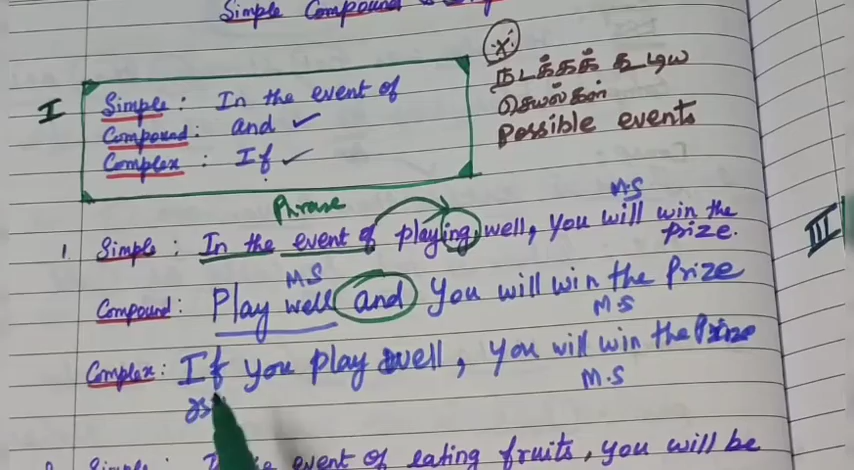 Simple Compound
I
Simple: In the event of
Compound: and ✓
Complex: If ✓
நடக்கக் கூடிய
செயல்கள்
Possible events
Phrase
M.S
1. Simple: In the event of playing well, you will win the
prize.
M S
Compound: Play well and you will win the Prize
M S
Complex: If you play well, you will win the Prize
M.S
III
Simple: event of eating fruits, you will be